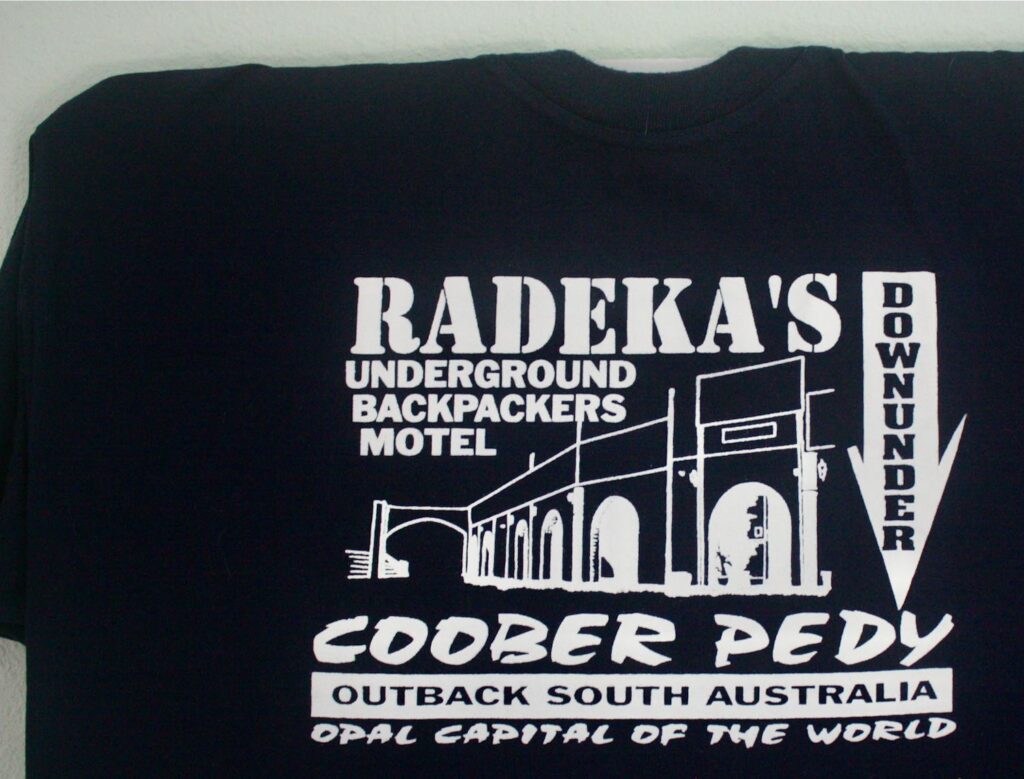 RADEKA'S
UNDERGROUND
BACKPACKERS
MOTEL
DOWNUNDER
COOBER PEDY
OUTBACK SOUTH AUSTRALIA
OPAL CAPITAL OF THE WORLD